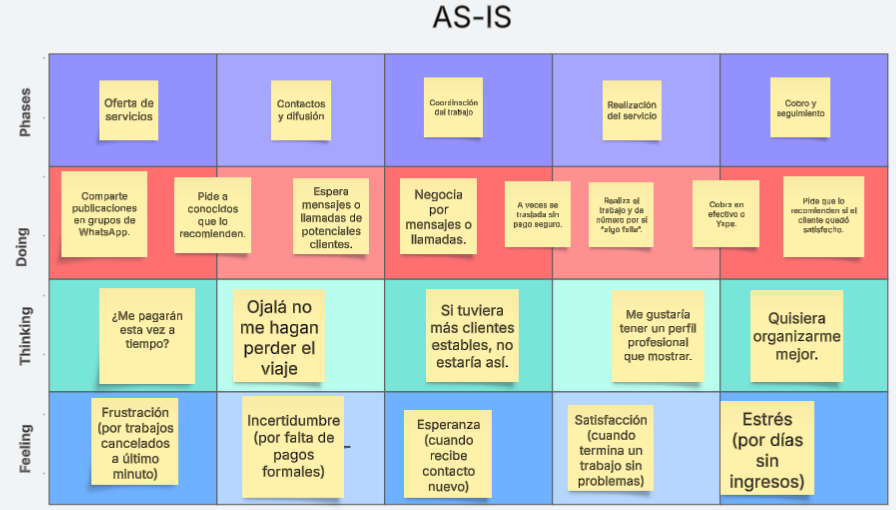 AS-IS
Phases
Oferta de
servicios
Contactos
y difusión
Coordinación
del trabajo
Realización
del servicio
Cobro y
seguimiento
Doing
Comparte
publicaciones
en grupos de
WhatsApp.
Pide a
conocidos
que lo
recomienden.
Espera
mensajes o
llamadas de
potenciales
clientes.
Negocia
por
mensajes o
llamadas.
A veces se
traslada sin
pago seguro.
Realiza el
trabajo y da
número por si
"algo falla".
Cobra en
efectivo o
Yape.
Pide que lo
recomienden si el
cliente quedó
satisfecho.
Thinking
¿Me pagarán
esta vez a
tiempo?
Ojalá no
me hagan
perder el
viaje
Si tuviera
más clientes
estables, no
estaría así.
Me gustaría
tener un perfil
profesional
que mostrar.
Quisiera
organizarme
mejor.
Feeling
Frustración
(por trabajos
cancelados
a último
minuto)
Incertidumbre
(por falta de
pagos
formales)
Esperanza
(cuando
recibe
contacto
nuevo)
Satisfacción
(cuando
termina un
trabajo sin
problemas)
Estrés
(por días
sin
ingresos)